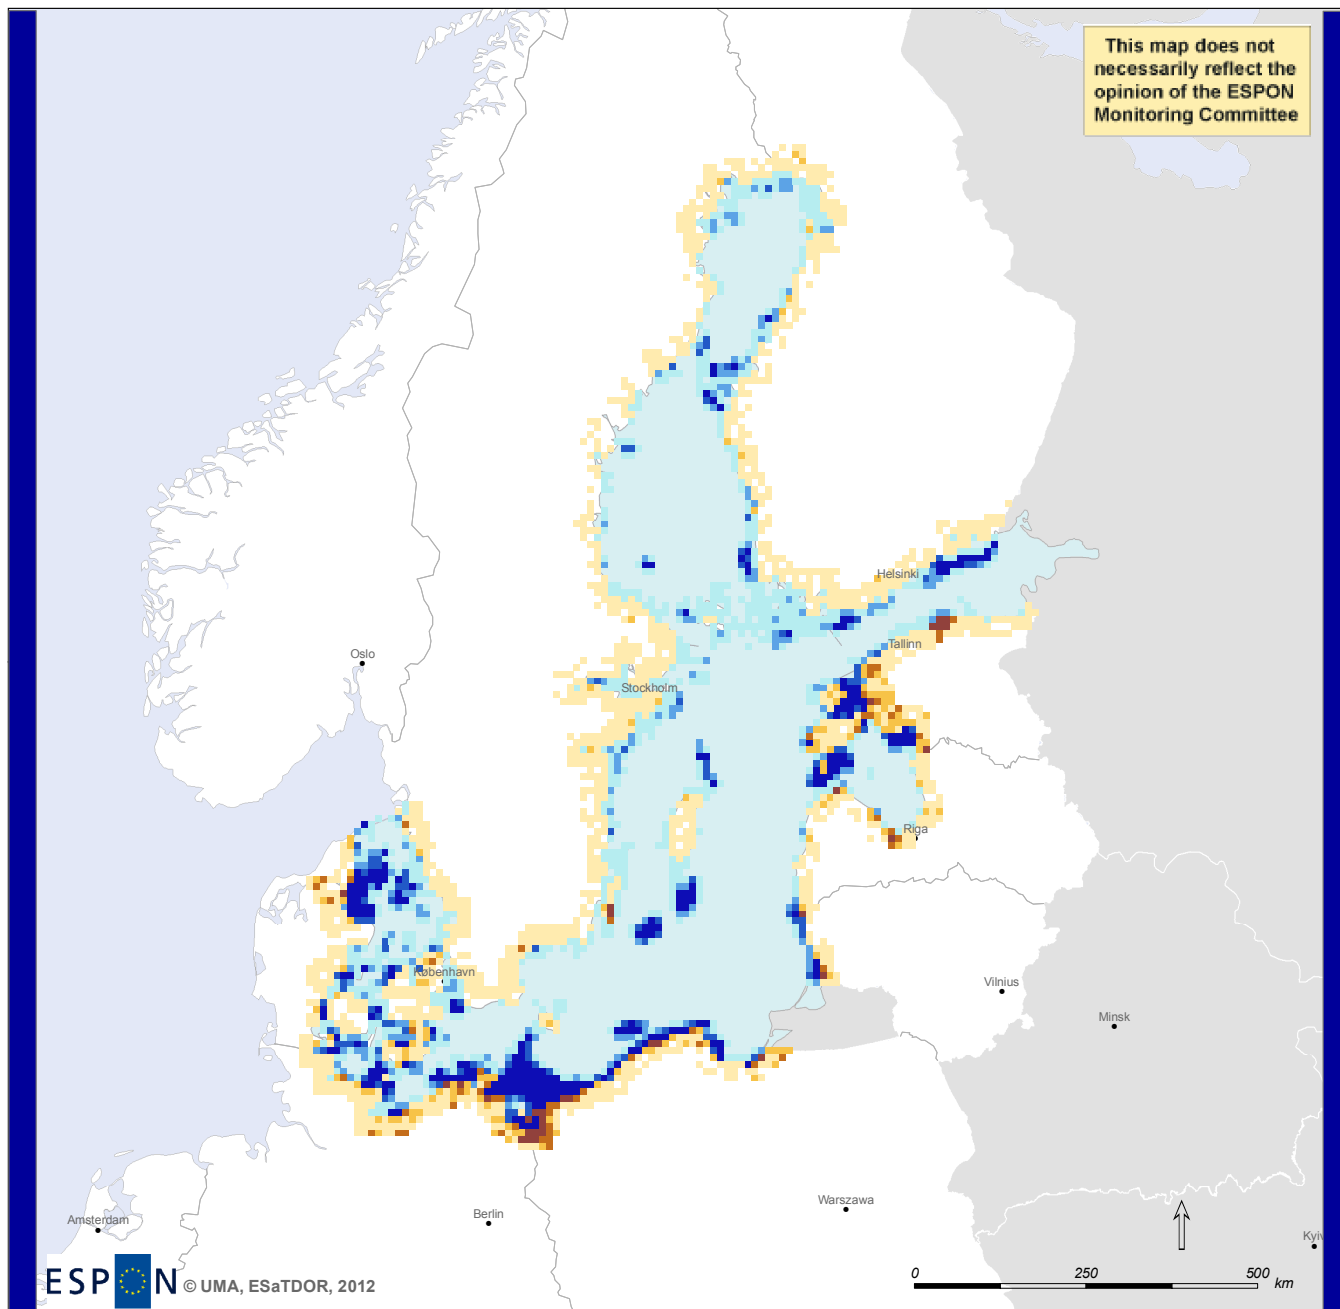 This map does not
necessarily reflect the
opinion of the ESPON
Monitoring Committee
Helsinki
Tallinn
Oslo
Stockholm
Riga
København
Vilnius
Minsk
Warszawa
Berlin
Amsterdam
Kyiv
ESPON © UMA, ESaTDOR, 2012
0 250 500 km